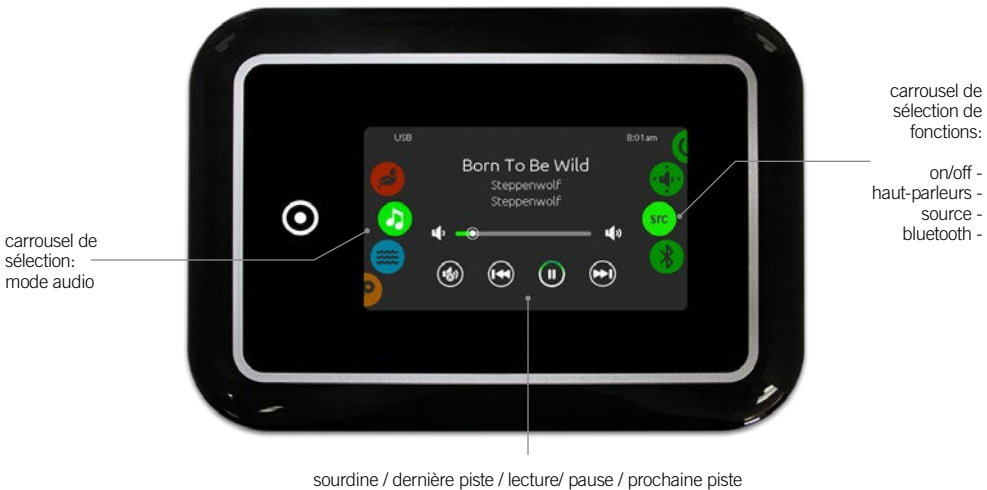 USB
8:01am
Born To Be Wild
Steppenwolf
Steppenwolf
src
carrousel de
sélection:
mode audio
carrousel de
sélection de
fonctions:
on/off -
haut-parleurs -
source -
bluetooth -
sourdine / dernière piste / lecture/ pause / prochaine piste